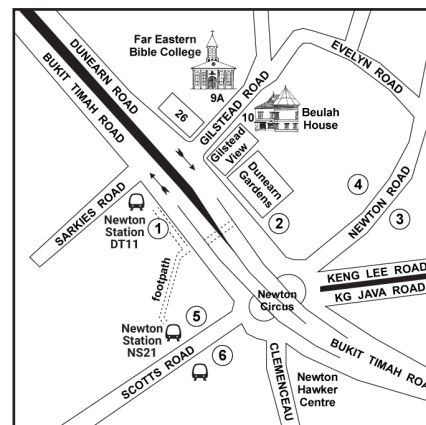 Far Eastern
Bible College
9A
DUNEARN ROAD
BUKIT TIMAH ROAD
26
GILSTEAD ROAD
EVELYN ROAD
10
Beulah
House
Gilstead
View
Dunearn
Gardens
4
NEWTON ROAD
3
2
SARKIES ROAD
Newton
Station
DT11
1
footpath
KENG LEE ROAD
KG JAVA ROAD
Newton
Circus
5
Newton
Station
NS21
SCOTTS ROAD
6
CLEMENCEAU
BUKIT TIMAH ROA
Newton
Hawker
Centre